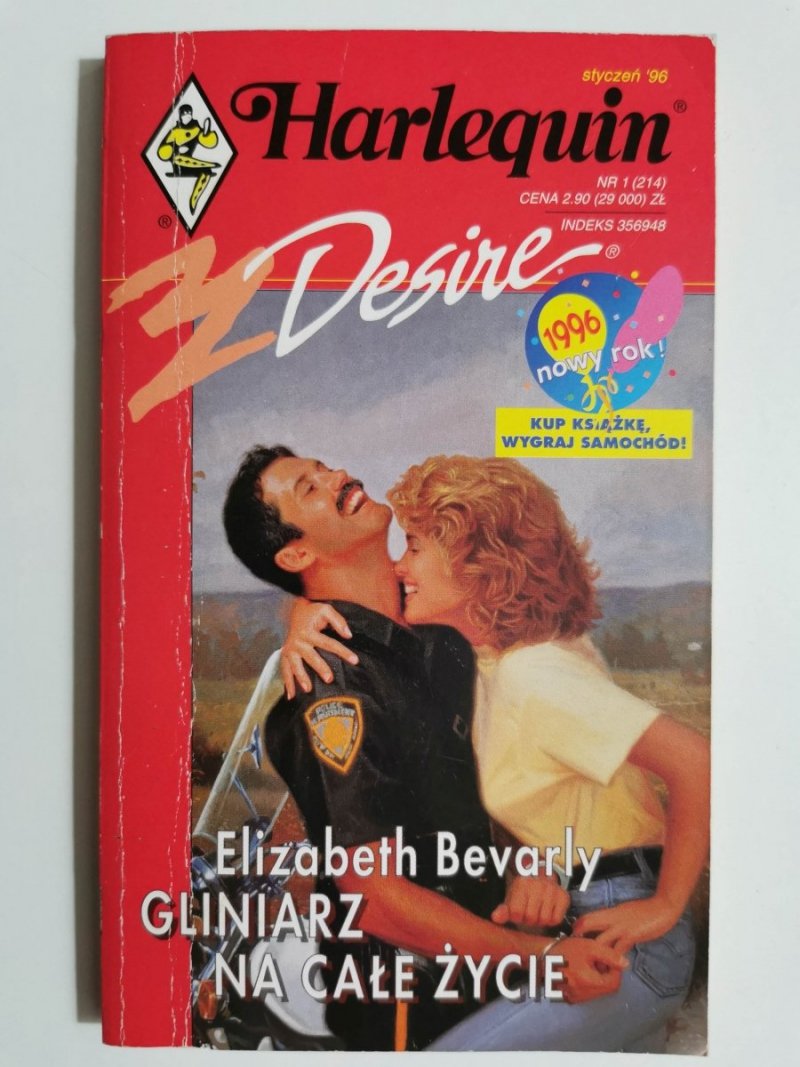 styczeń '96
Harlequin®
NR 1 (214)
CENA 2.90 (29 000) ZŁ
INDEKS 356948
®
Desire®
1996
nowy rok!
KUP KSIĄŻKĘ,
WYGRAJ SAMOCHÓD!
POLICE
Elizabeth Bevarly
GLINIARZ
NA CAŁE ŻYCIE